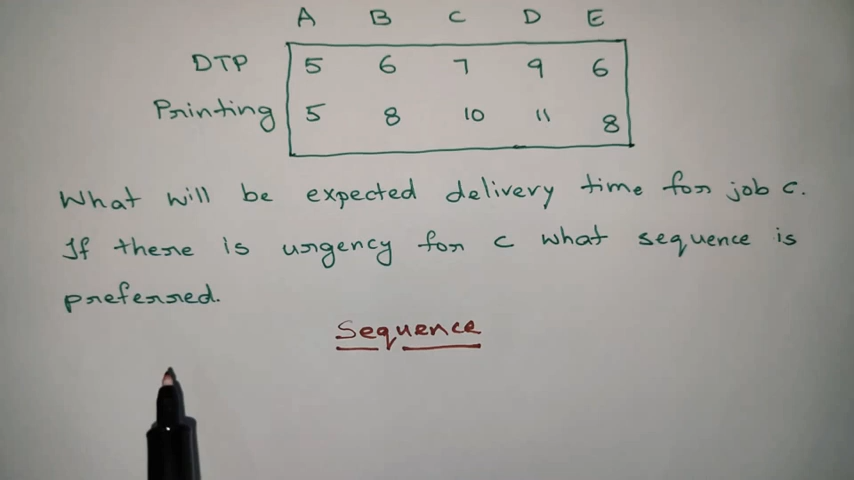 A B C D E
DTP 5 6 7 9 6
Printing 5 8 10 11 8
What will be expected delivery time for job c.
If there is urgency for c what sequence is
preferred.
Sequence